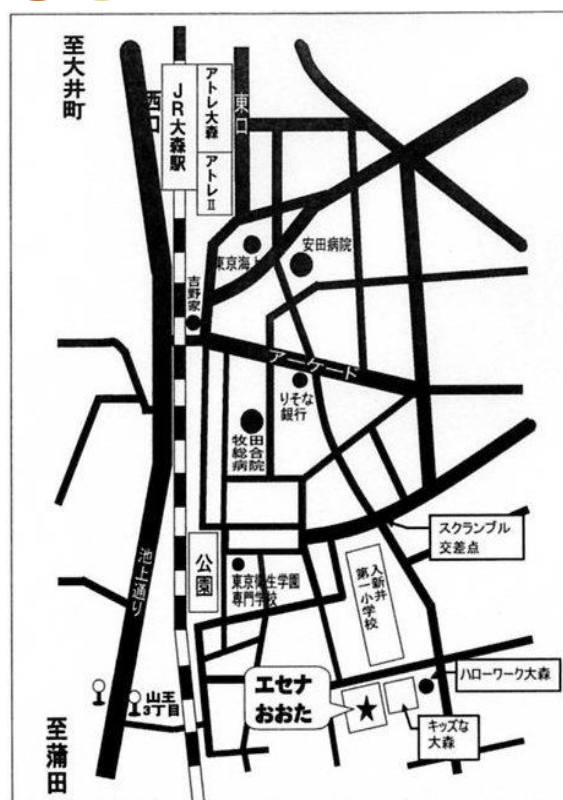 至大井町
西口
JR大森駅
アトレ大森
アトレⅡ
東口
東京海上
安田病院
吉野家
アーケード
りそな
銀行
牧田
総合
病院
スクランブル
交差点
公園
東京衛生学園
専門学校
入新井
第一小学校
池上通り
ハローワーク大森
エセナ
おおた
キッズな
大森
山王
3丁目
至蒲田